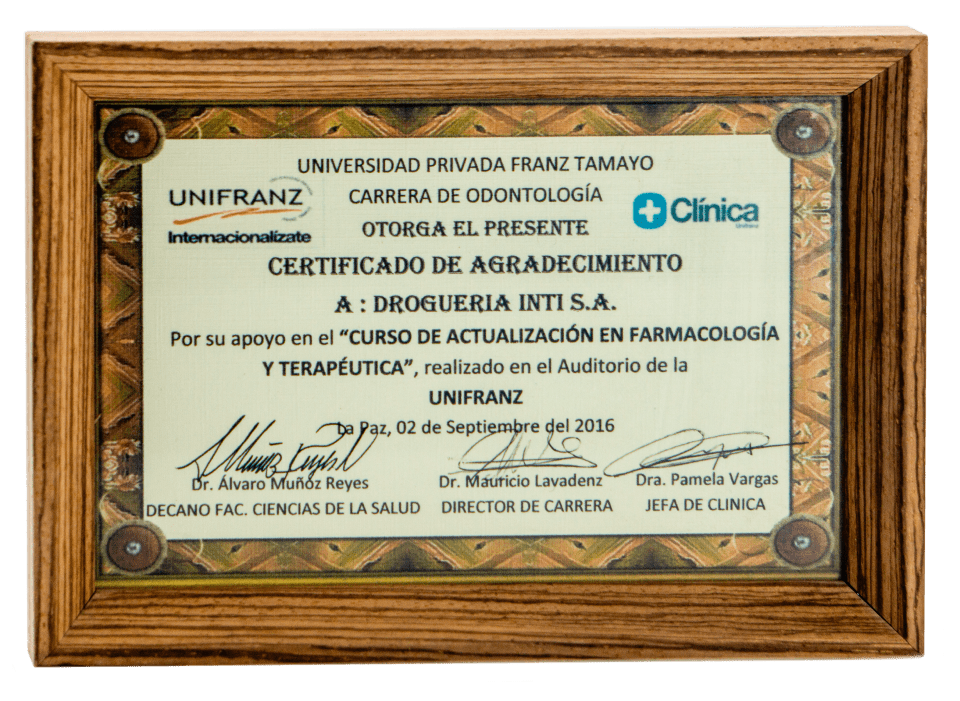 UNIVERSIDAD PRIVADA FRANZ TAMAYO
UNIFRANZ
Internacionalízate
CARRERA DE ODONTOLOGÍA
Clínica
Unifranz
OTORGA EL PRESENTE
CERTIFICADO DE AGRADECIMIENTO
A : DROGUERIA INTI S.A.
Por su apoyo en el “CURSO DE ACTUALIZACIÓN EN FARMACOLOGÍA
Y TERAPÉUTICA”, realizado en el Auditorio de la
UNIFRANZ
La Paz, 02 de Septiembre del 2016
Dr. Álvaro Muñoz Reyes
DECANO FAC. CIENCIAS DE LA SALUD
Dr. Mauricio Lavadenz
DIRECTOR DE CARRERA
Dra. Pamela Vargas
JEFA DE CLINICA